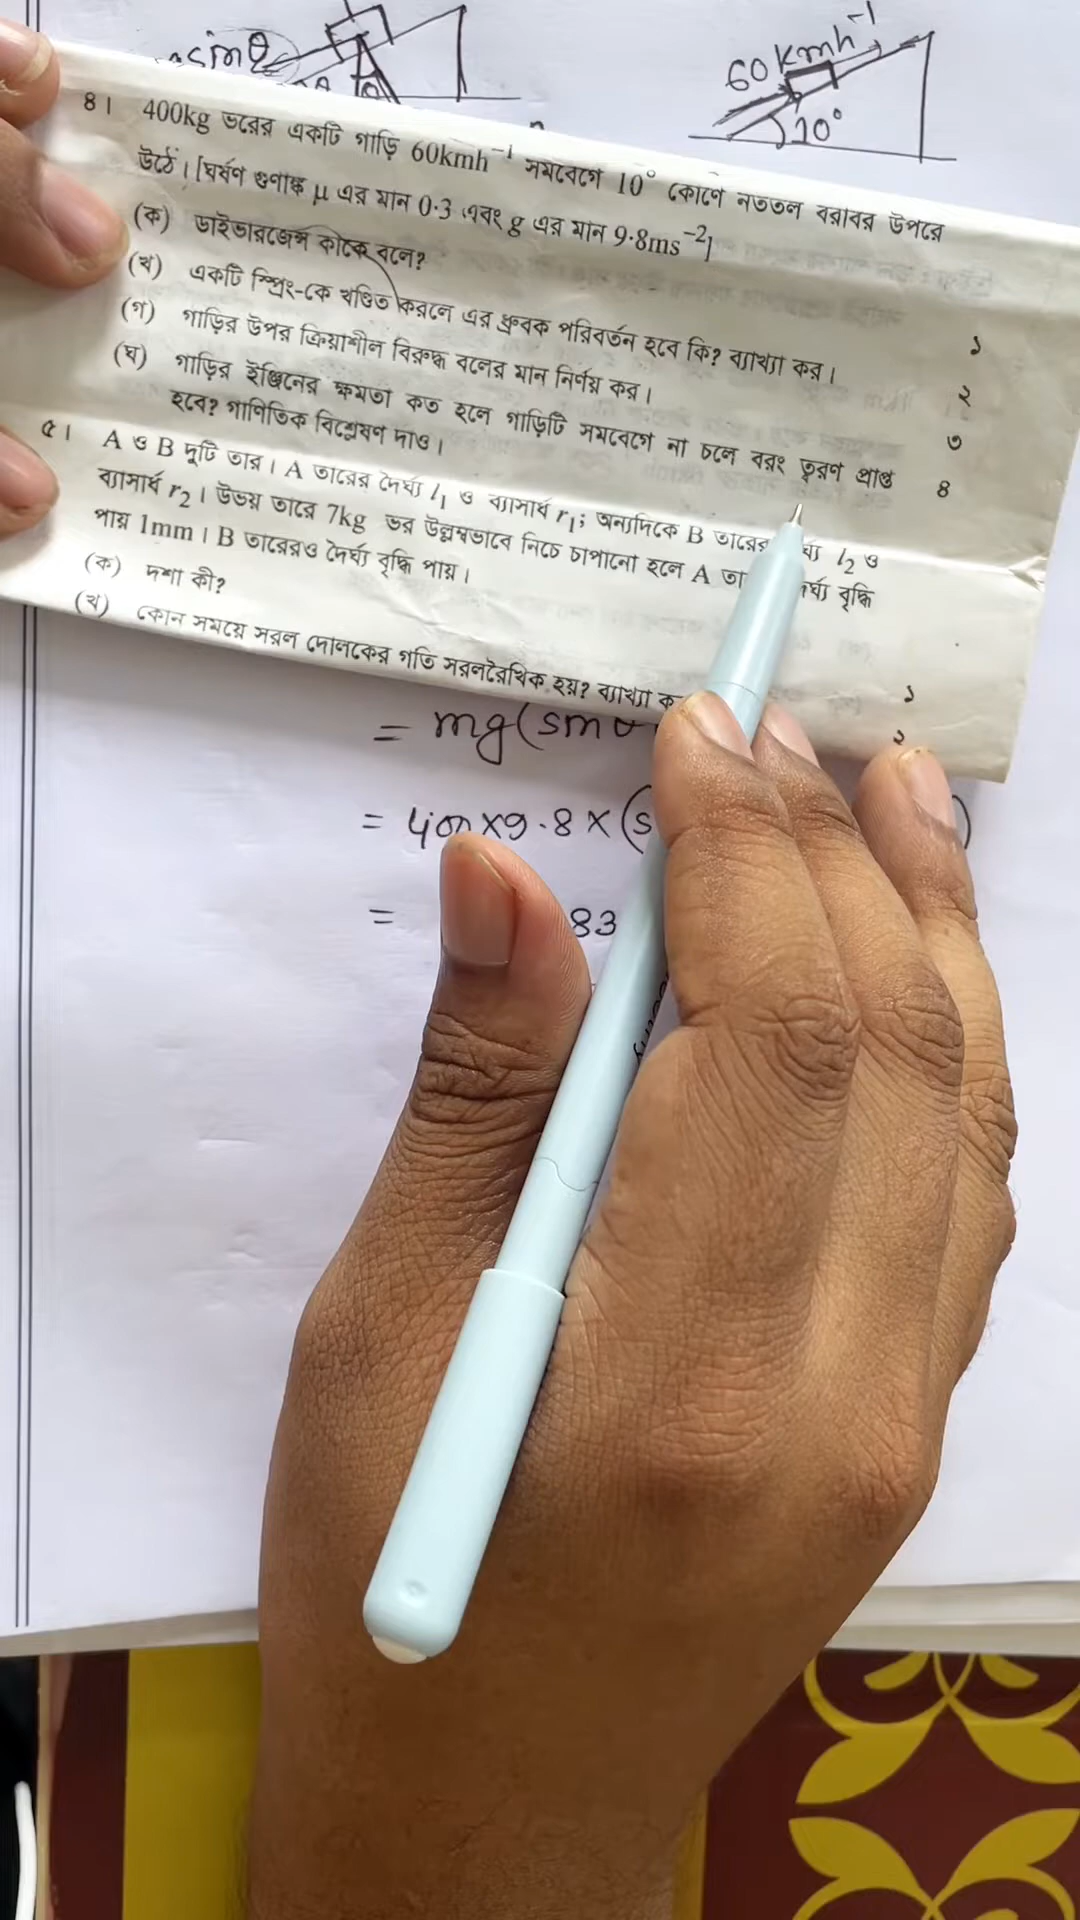 sinθ
60 kmh⁻¹
10°
৪। 400kg ভরের একটি গাড়ি 60kmh⁻¹ সমবেগে 10° কোণে নততল বরাবর উপরে
উঠে। [ঘর্ষণ গুণাঙ্ক μ এর মান 0·3 এবং g এর মান 9·8ms⁻²]
(ক) ডাইভারজেন্স কাকে বলে? ১
(খ) একটি স্প্রিং-কে খণ্ডিত করলে এর ধ্রুবক পরিবর্তন হবে কি? ব্যাখ্যা কর। ২
(গ) গাড়ির উপর ক্রিয়াশীল বিরুদ্ধ বলের মান নির্ণয় কর। ৩
(ঘ) গাড়ির ইঞ্জিনের ক্ষমতা কত হলে গাড়িটি সমবেগে না চলে বরং ত্বরণ প্রাপ্ত
হবে? গাণিতিক বিশ্লেষণ দাও। ৪
৫। A ও B দুটি তার। A তারের দৈর্ঘ্য l₁ ও ব্যাসার্ধ r₁; অন্যদিকে B তারের l₂ ও
ব্যাসার্ধ r₂। উভয় তারে 7kg ভর উল্লম্বভাবে নিচে চাপানো হলে A বৃদ্ধি
পায় 1mm। B তারেরও দৈর্ঘ্য বৃদ্ধি পায়।
(ক) দশা কী? ১
(খ) কোন সময়ে সরল দোলকের গতি সরলরৈখিক হয়? ব্যাখ্যা ২
= mg(sinθ
= 400×9.8×(s )
= 83